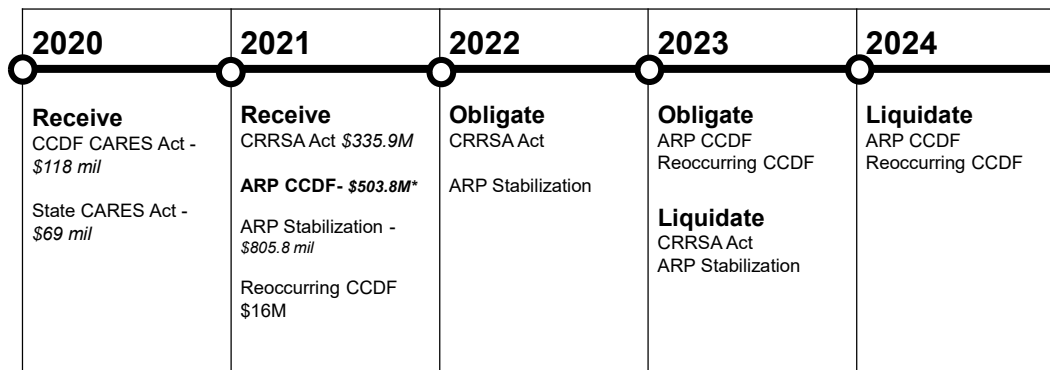 2020
Receive
CCDF CARES Act -
$118 mil
State CARES Act -
$69 mil
2021
Receive
CRRSA Act $335.9M
ARP CCDF- $503.8M*
ARP Stabilization -
$805.8 mil
Reoccurring CCDF
$16M
2022
Obligate
CRRSA Act
ARP Stabilization
2023
Obligate
ARP CCDF
Reoccurring CCDF
Liquidate
CRRSA Act
ARP Stabilization
2024
Liquidate
ARP CCDF
Reoccurring CCDF